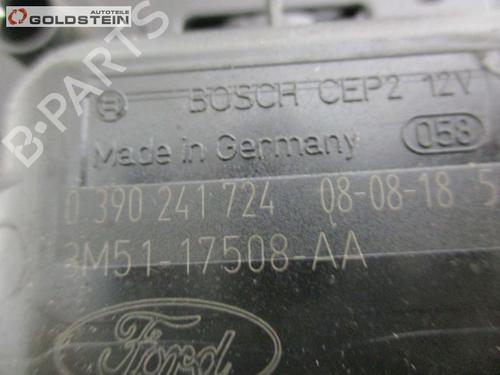 GOLDSTEIN
B-PARTS
BOSCH CEP2 12V
Made in Germany 058
0 390 241 724 08-08-18 5
3M51-17508-AA
Ford